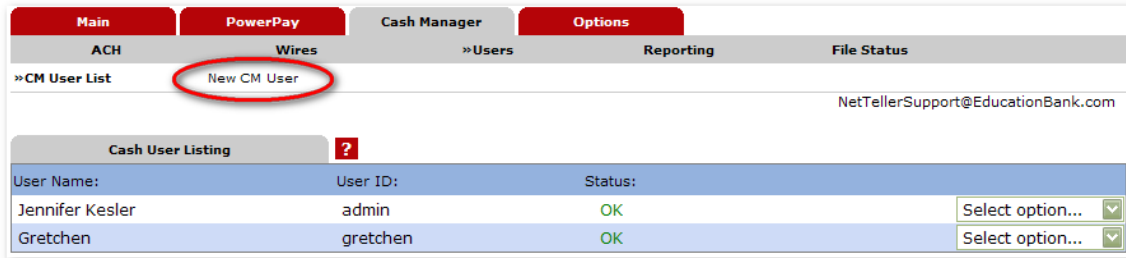 Main PowerPay Cash Manager Options
ACH Wires »Users Reporting File Status
»CM User List New CM User
NetTellerSupport@EducationBank.com
Cash User Listing ?
User Name: User ID: Status:
Jennifer Kesler admin OK Select option...
Gretchen gretchen OK Select option...